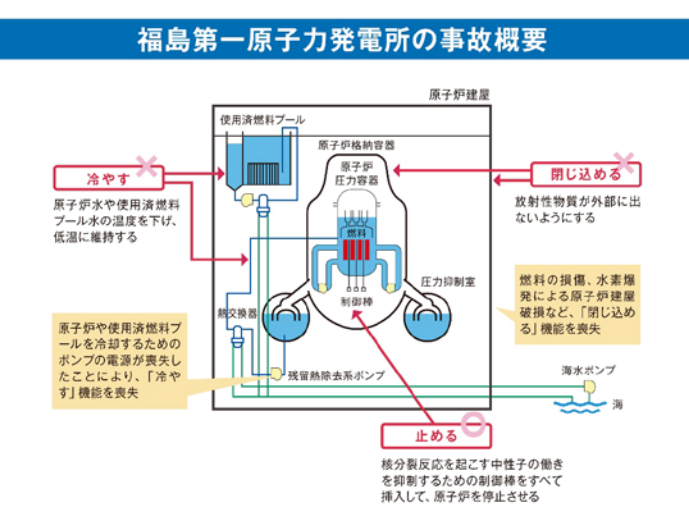 福島第一原子力発電所の事故概要
原子炉建屋
使用済燃料プール
原子炉格納容器
原子炉
圧力容器
冷やす
原子炉水や使用済燃料
プール水の温度を下げ、
低温に維持する
閉じ込める
放射性物質が外部に出
ないようにする
燃料
制御棒
圧力抑制室
熱交換器
燃料の損傷、水素爆
発による原子炉建屋
破損など、「閉じ込め
る」機能を喪失
原子炉や使用済燃料プ
ールを冷却するための
ポンプの電源が喪失し
たことにより、「冷や
す」機能を喪失
残留熱除去系ポンプ
海水ポンプ
海
止める
核分裂反応を起こす中性子の働き
を抑制するための制御棒をすべて
挿入して、原子炉を停止させる